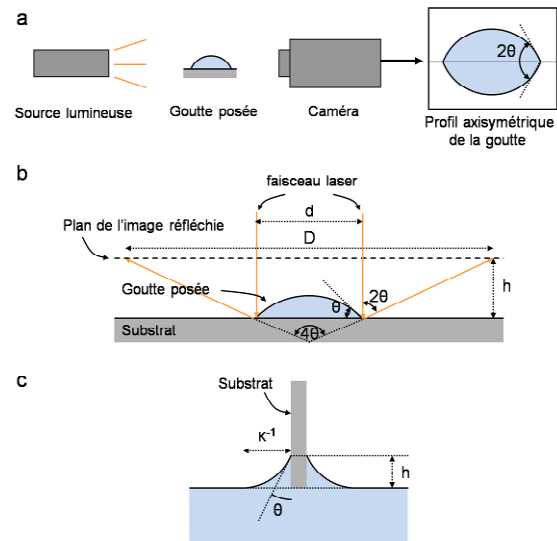 a
2θ
Source lumineuse
Goutte posée
Caméra
Profil axisymétrique
de la goutte
b
faisceau laser
d
Plan de l'image réfléchie
D
Goutte posée
θ
2θ
h
Substrat
4θ
c
Substrat
κ⁻¹
h
θ